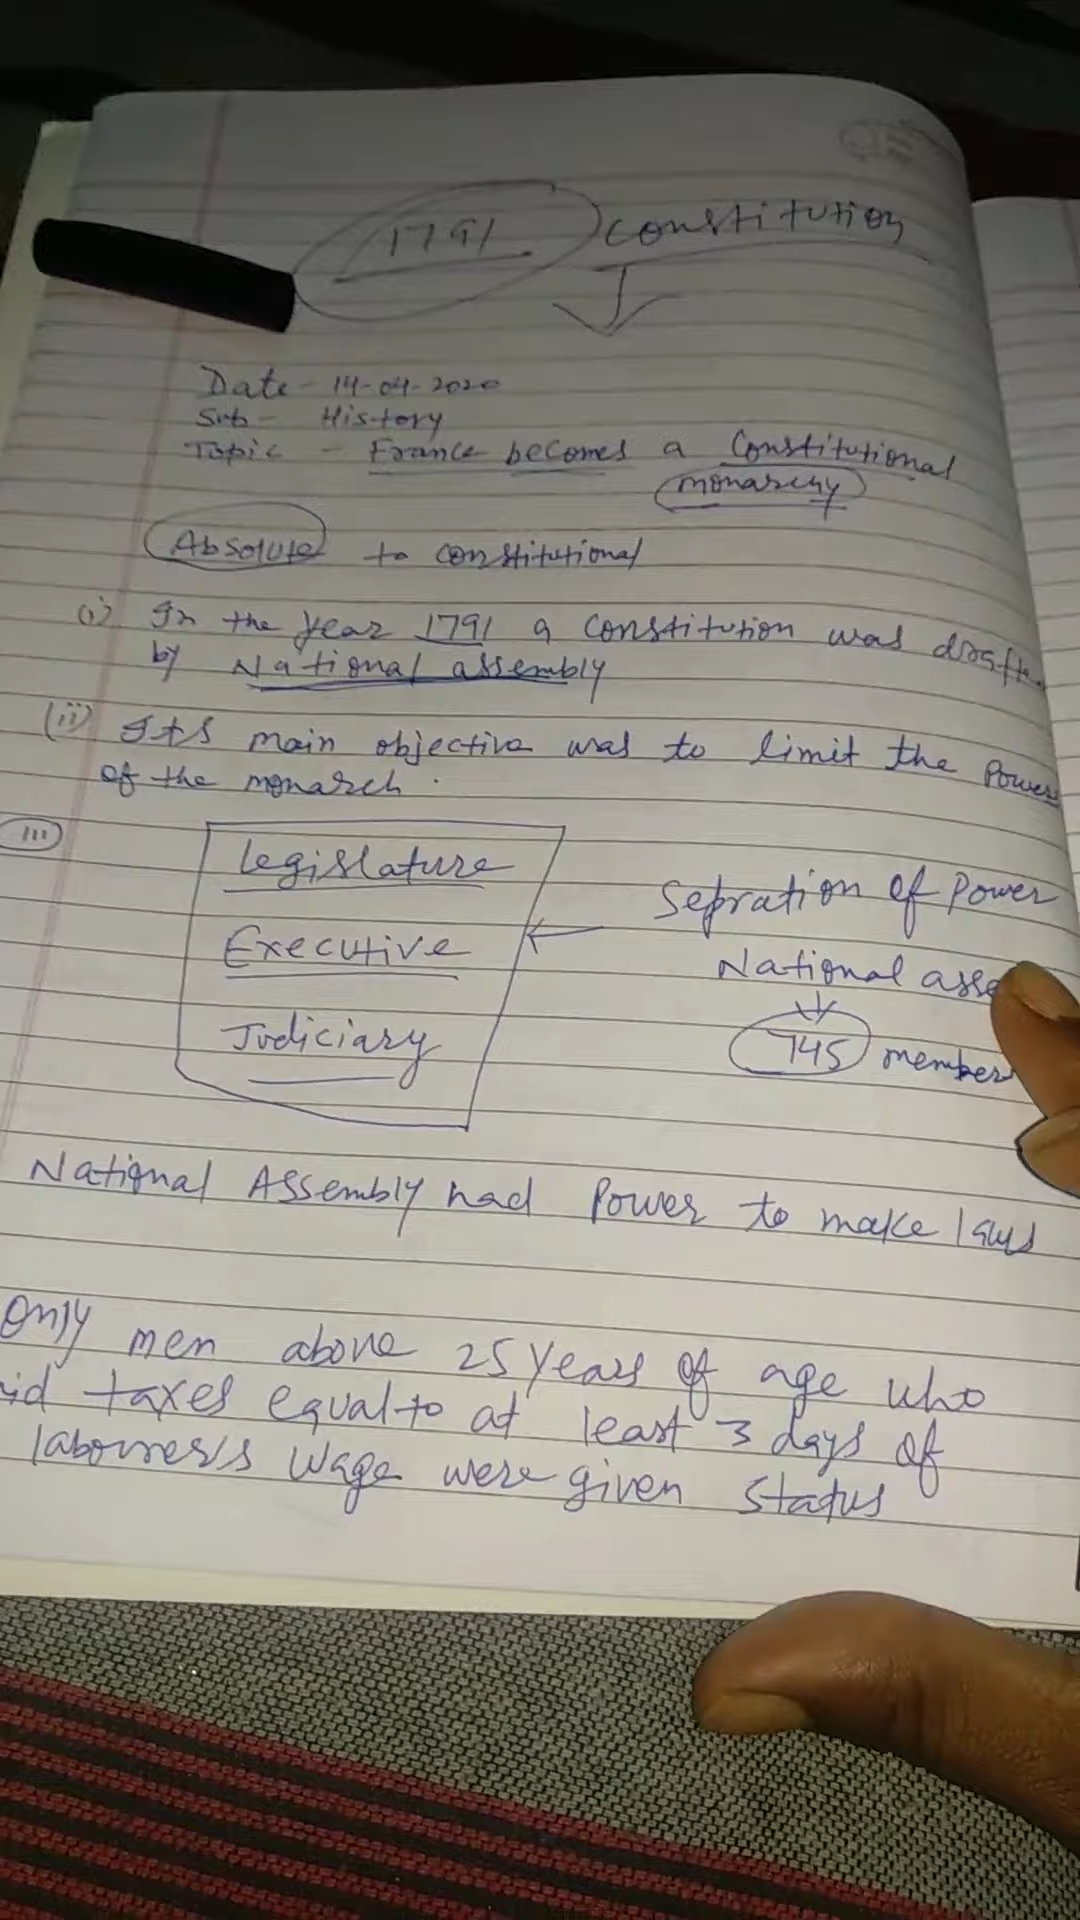 1791 constitution
Date - 14-04-2020
Sub - History
Topic - France becomes a Constitutional
monarchy
Absolute to constitutional
(i) In the year 1791 a constitution was drafte
by National assembly
(ii) Its main objective was to limit the Power
of the monarch.
iii
Legislature
Executive
Judiciary
Sepration of Power
National asse
745 members
National Assembly had Power to make laws
Only men above 25 years of age who
id taxes equal to at least 3 days of
labourer's wage were given status